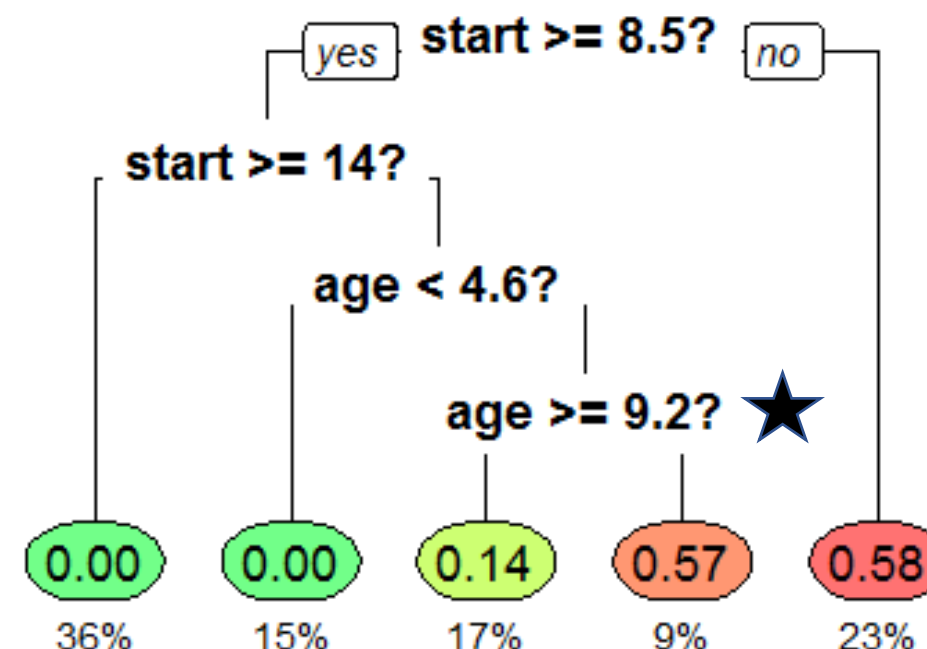 yes start >= 8.5? no
start >= 14?
age < 4.6?
age >= 9.2?
0.00 0.00 0.14 0.57 0.58
36% 15% 17% 9% 23%